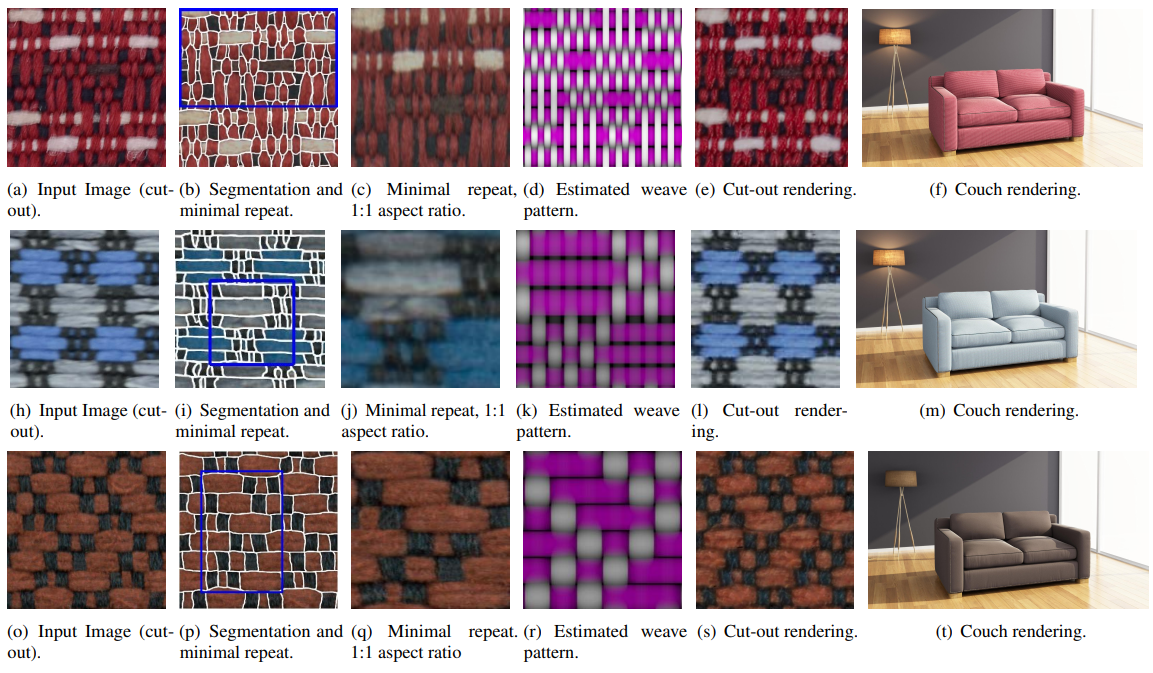 (a) Input Image (cut-out).
(b) Segmentation and minimal repeat.
(c) Minimal repeat, 1:1 aspect ratio.
(d) Estimated weave pattern.
(e) Cut-out rendering.
(f) Couch rendering.
(h) Input Image (cut-out).
(i) Segmentation and minimal repeat.
(j) Minimal repeat, 1:1 aspect ratio.
(k) Estimated weave pattern.
(l) Cut-out render-ing.
(m) Couch rendering.
(o) Input Image (cut-out).
(p) Segmentation and minimal repeat.
(q) Minimal repeat. 1:1 aspect ratio
(r) Estimated weave pattern.
(s) Cut-out rendering.
(t) Couch rendering.